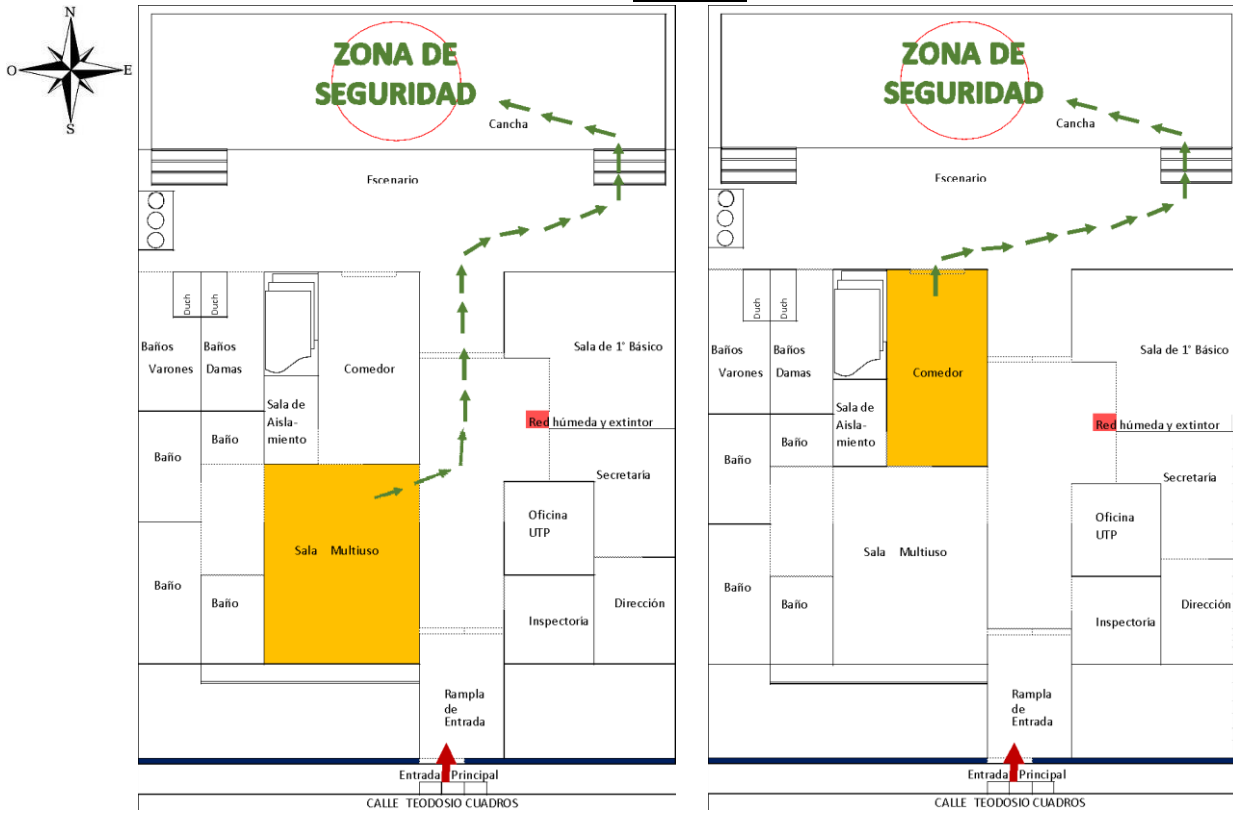 N
O
E
S
ZONA DE
SEGURIDAD
Cancha
Escenario
Duch
Duch
Baños
Varones
Baños
Damas
Comedor
Sala de 1° Básico
Sala de
Aisla-
miento
Red húmeda y extintor
Baño
Baño
Secretaría
Oficina
UTP
Sala Multiuso
Baño
Baño
Inspectoría
Dirección
Rampla
de
Entrada
Entrada Principal
CALLE TEODOSIO CUADROS
ZONA DE
SEGURIDAD
Cancha
Escenario
Duch
Duch
Baños
Varones
Baños
Damas
Comedor
Sala de 1° Básico
Sala de
Aisla-
miento
Red húmeda y extintor
Baño
Baño
Secretaría
Oficina
UTP
Sala Multiuso
Baño
Baño
Inspectoría
Dirección
Rampla
de
Entrada
Entrada Principal
CALLE TEODOSIO CUADROS